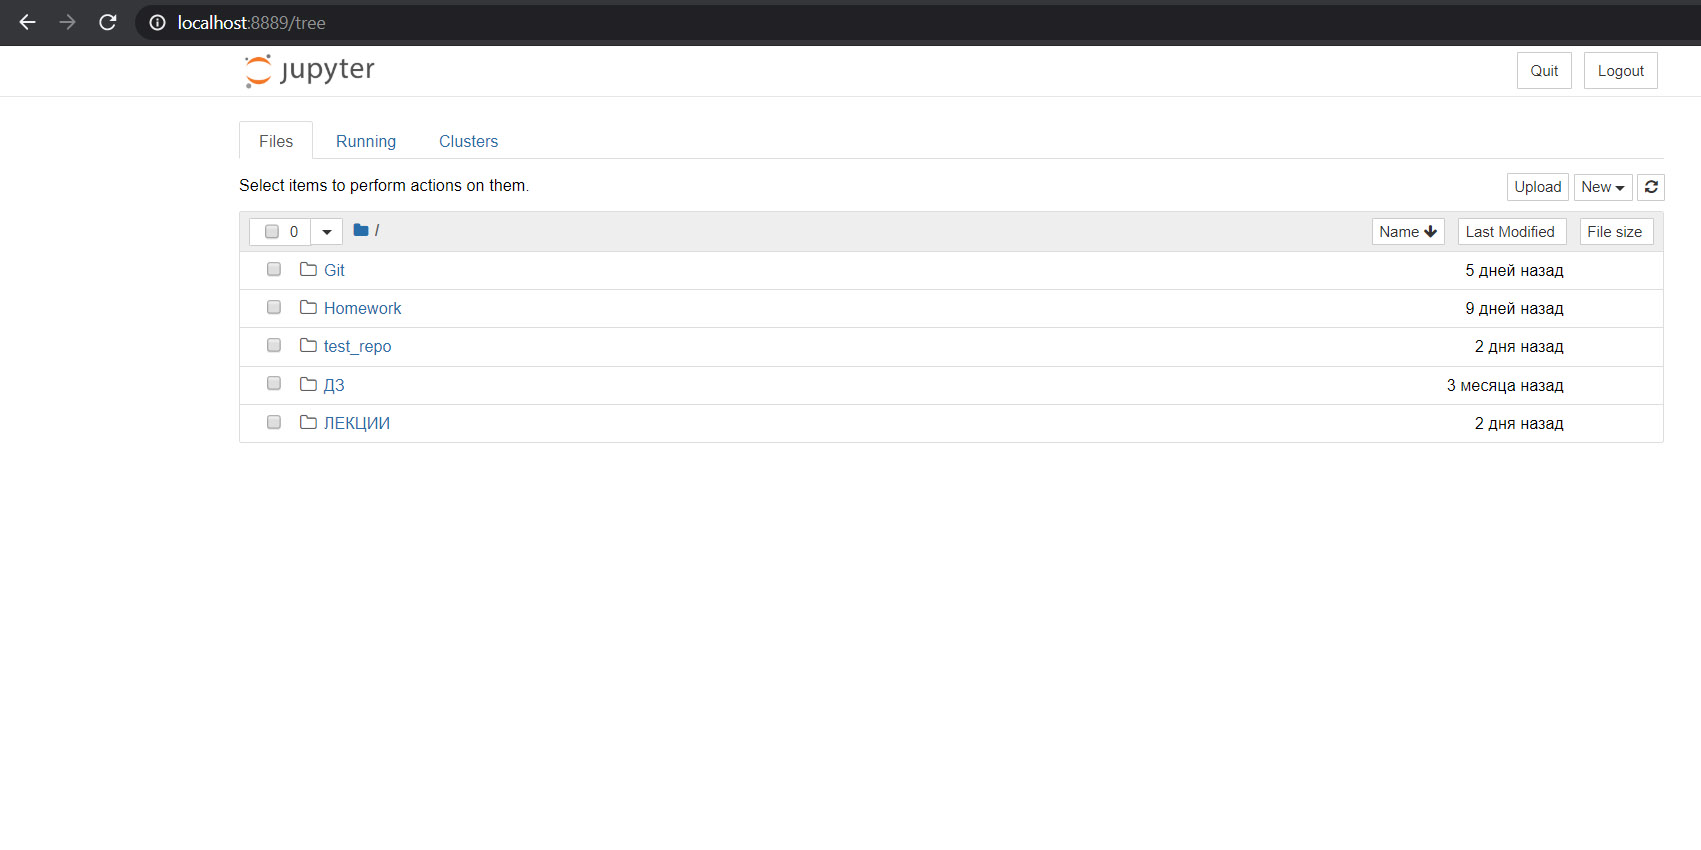 localhost:8889/tree
jupyter
Quit Logout
Files Running Clusters
Select items to perform actions on them.
Upload New
0 / Name Last Modified File size
Git 5 дней назад
Homework 9 дней назад
test_repo 2 дня назад
ДЗ 3 месяца назад
ЛЕКЦИИ 2 дня назад